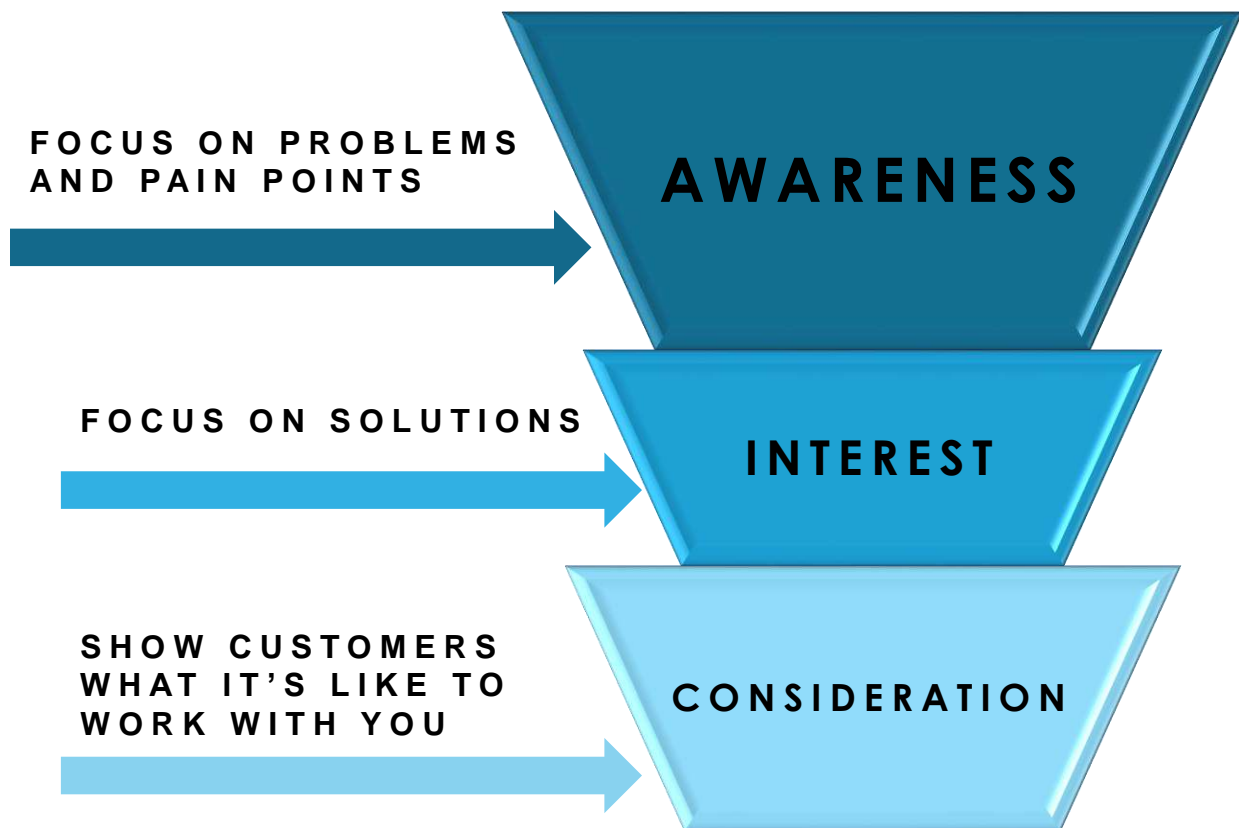 FOCUS ON PROBLEMS
AND PAIN POINTS
AWARENESS
FOCUS ON SOLUTIONS
INTEREST
SHOW CUSTOMERS
WHAT IT’S LIKE TO
WORK WITH YOU
CONSIDERATION